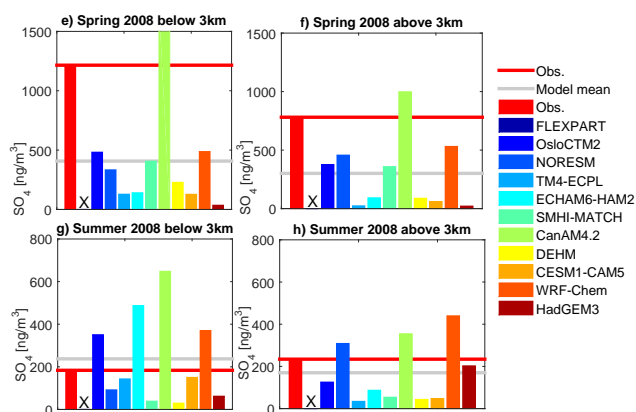 e) Spring 2008 below 3km
1500
1000
500
0
SO4 [ng/m3]
X
f) Spring 2008 above 3km
1500
1000
500
0
SO4 [ng/m3]
X
g) Summer 2008 below 3km
800
600
400
200
0
SO4 [ng/m3]
X
h) Summer 2008 above 3km
800
600
400
200
0
SO4 [ng/m3]
X
Obs.
Model mean
Obs.
FLEXPART
OsloCTM2
NORESM
TM4-ECPL
ECHAM6-HAM2
SMHI-MATCH
CanAM4.2
DEHM
CESM1-CAM5
WRF-Chem
HadGEM3